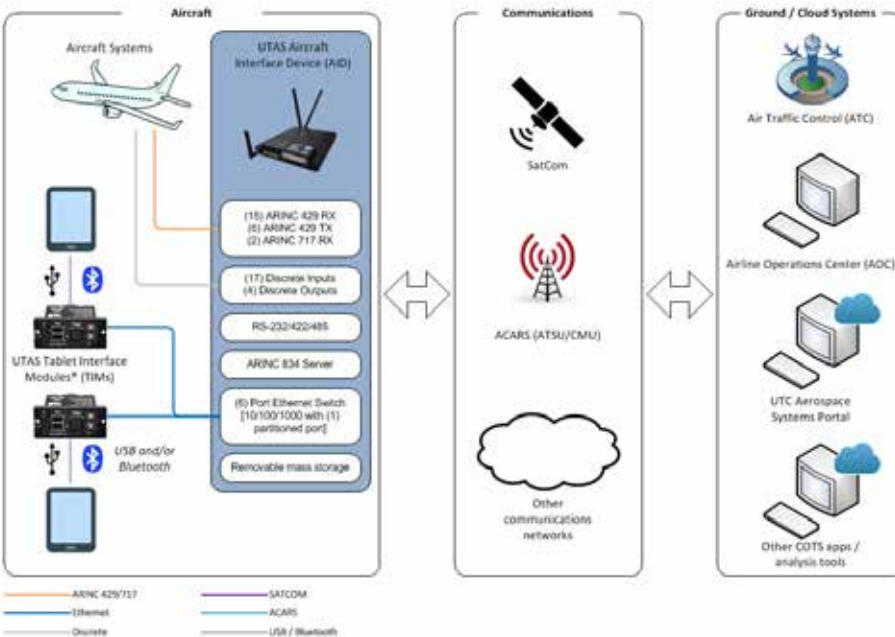 Aircraft
Aircraft Systems
UTAS Aircraft
Interface Device (AID)
(15) ARINC 429 RX
(6) ARINC 429 TX
(2) ARINC 717 RX
(17) Discrete Inputs
(4) Discrete Outputs
RS-232/422/485
ARINC 834 Server
(6) Port Ethernet Switch
[10/100/1000 with (1)
partitioned port]
Removable mass storage
UTAS Tablet Interface
Modules® (TIMs)
USB and/or
Bluetooth
Communications
SatCom
ACARS (ATSU/CMU)
Other
communications
networks
Ground / Cloud Systems
Air Traffic Control (ATC)
Airline Operations Center (AOC)
UTC Aerospace
Systems Portal
Other COTS apps /
analysis tools
ARINC 429/717
SATCOM
Ethernet
ACARS
Discrete
USB / Bluetooth